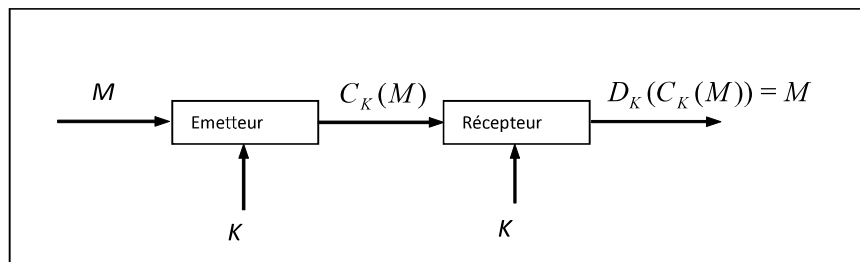 M
C_K(M)
D_K(C_K(M)) = M
Emetteur
Récepteur
K
K